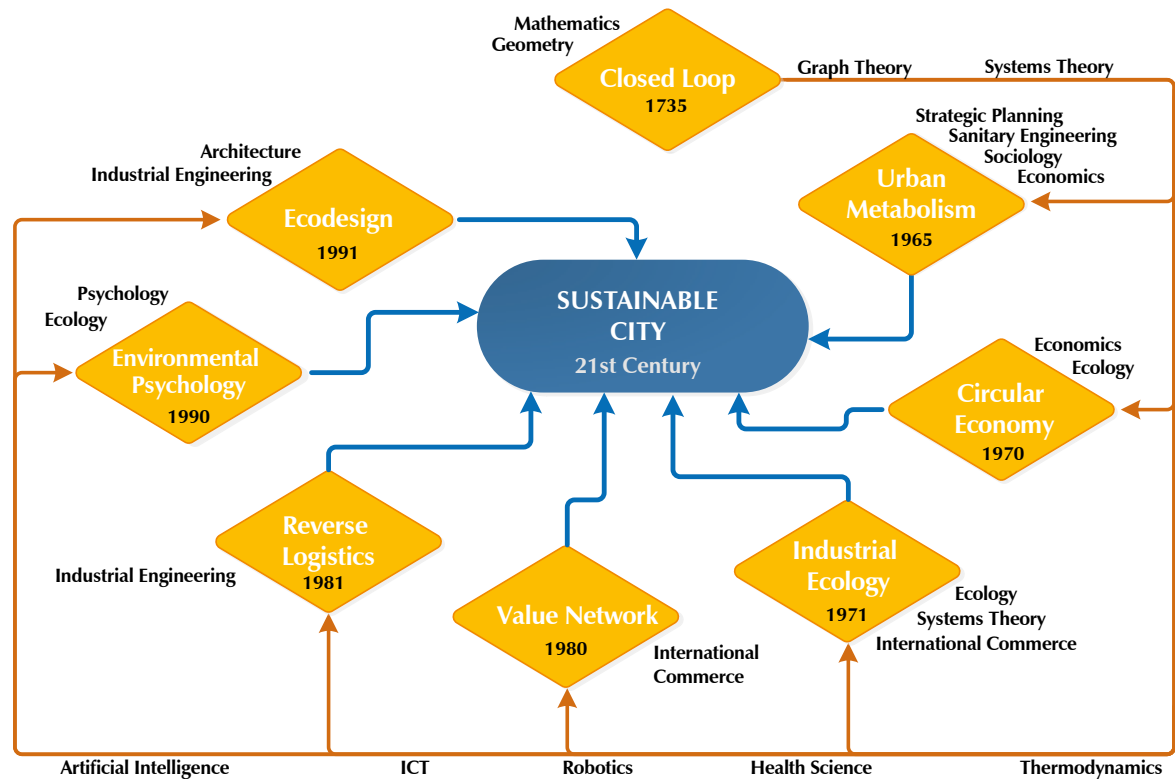 Mathematics
Geometry
Closed Loop
1735
Graph Theory
Systems Theory
Strategic Planning
Sanitary Engineering
Sociology
Economics
Urban
Metabolism
1965
Architecture
Industrial Engineering
Ecodesign
1991
Psychology
Ecology
Environmental
Psychology
1990
SUSTAINABLE
CITY
21st Century
Economics
Ecology
Circular
Economy
1970
Reverse
Logistics
1981
Industrial Engineering
Value Network
1980
International
Commerce
Industrial
Ecology
1971
Ecology
Systems Theory
International Commerce
Artificial Intelligence
ICT
Robotics
Health Science
Thermodynamics